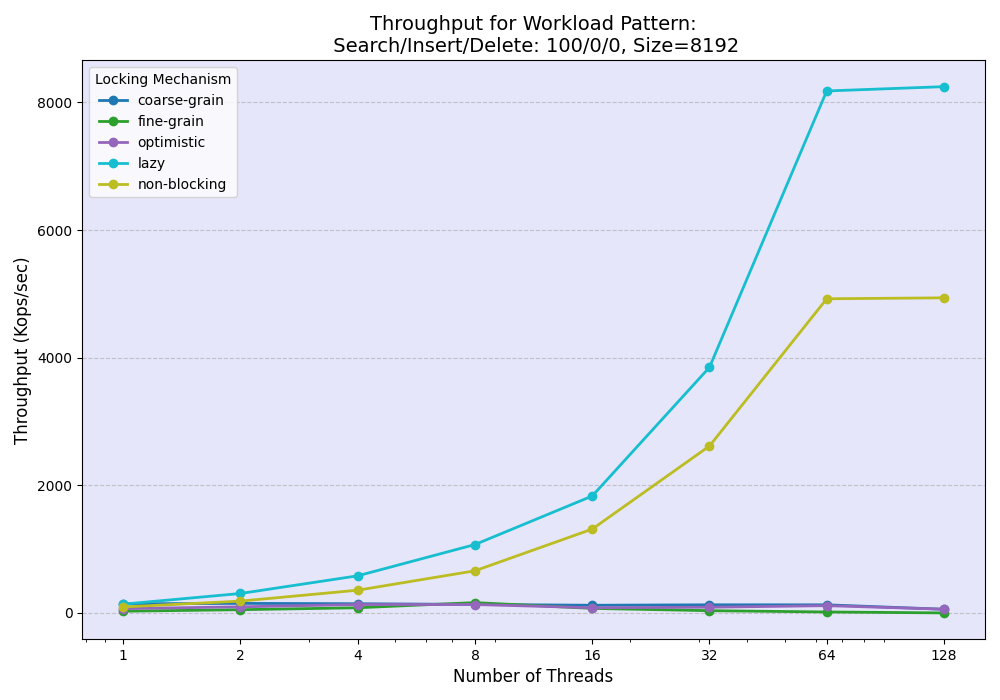 Throughput for Workload Pattern:
Search/Insert/Delete: 100/0/0, Size=8192
Locking Mechanism
coarse-grain
fine-grain
optimistic
lazy
non-blocking
Throughput (Kops/sec)
8000
6000
4000
2000
0
1 2 4 8 16 32 64 128
Number of Threads